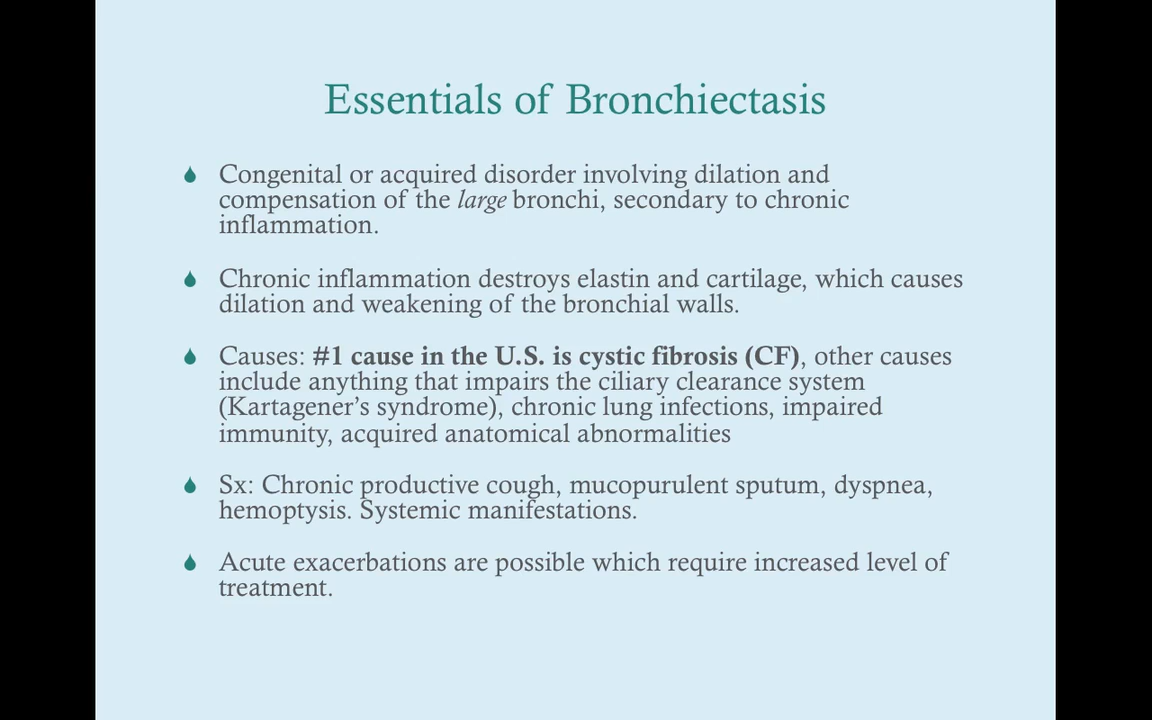 Essentials of Bronchiectasis
Congenital or acquired disorder involving dilation and
compensation of the large bronchi, secondary to chronic
inflammation.
Chronic inflammation destroys elastin and cartilage, which causes
dilation and weakening of the bronchial walls.
Causes: #1 cause in the U.S. is cystic fibrosis (CF), other causes
include anything that impairs the ciliary clearance system
(Kartagener’s syndrome), chronic lung infections, impaired
immunity, acquired anatomical abnormalities
Sx: Chronic productive cough, mucopurulent sputum, dyspnea,
hemoptysis. Systemic manifestations.
Acute exacerbations are possible which require increased level of
treatment.